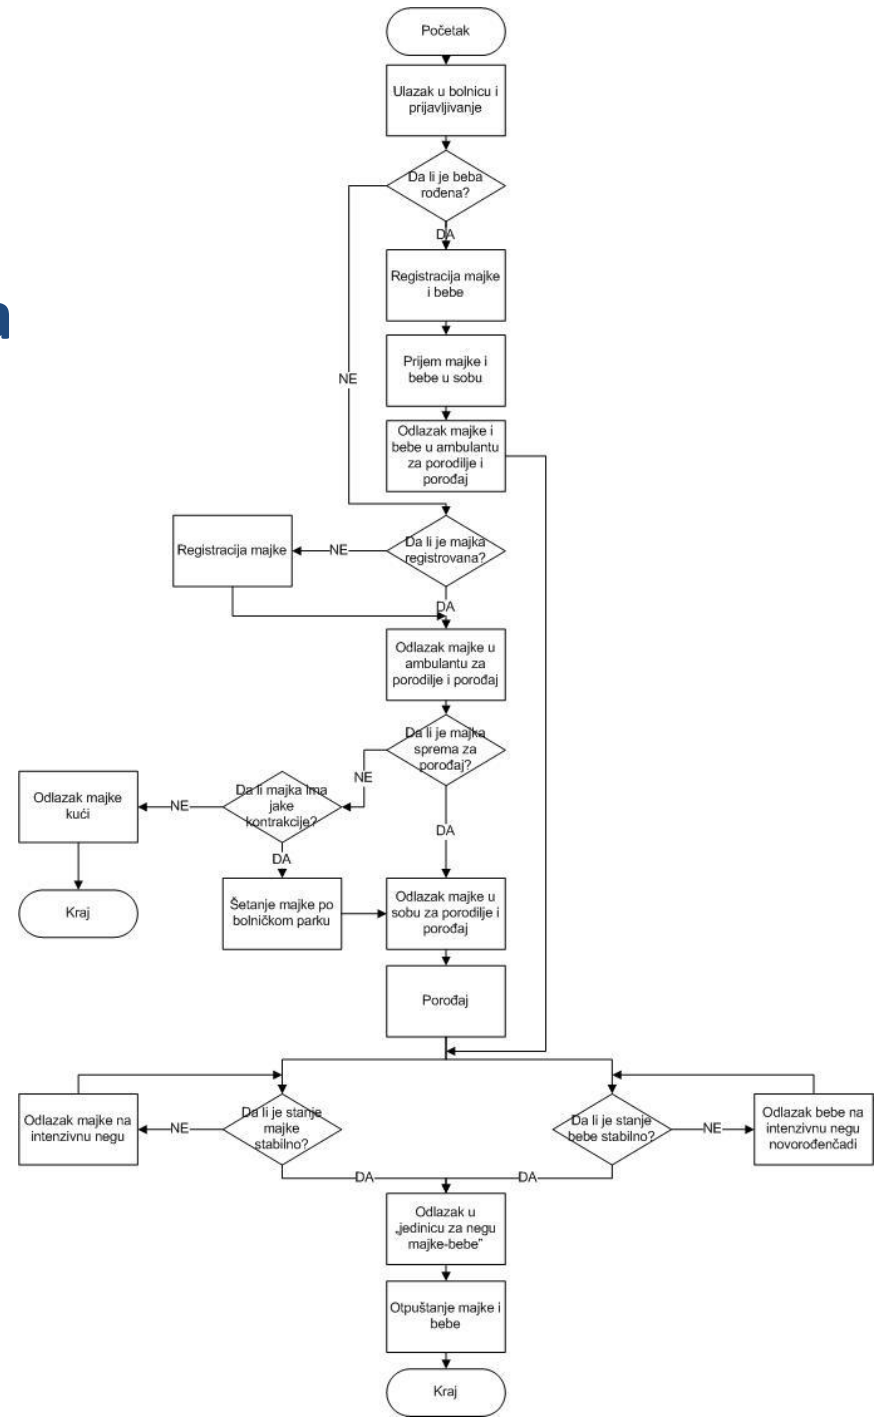 Početak
Ulazak u bolnicu i
prijavljivanje
Da li je beba
rođena?
DA
Registracija majke
i bebe
Prijem majke i
bebe u sobu
NE
Odlazak majke i
bebe u ambulantu
za porodilje i
porođaj
Da li je majka
registrovana?
NE
Registracija majke
DA
Odlazak majke u
ambulantu za
porodilje i porođaj
Da li je majka
sprema za
porođaj?
NE
Da li majka ima
jake
kontrakcije?
NE
Odlazak majke
kući
DA
DA
Kraj
Šetanje majke po
bolničkom parku
Odlazak majke u
sobu za porodilje i
porođaj
Porođaj
Odlazak majke na
intenzivnu negu
NE
Da li je stanje
majke
stabilno?
Da li je stanje
bebe stabilno?
NE
Odlazak bebe na
intenzivnu negu
novorođenčadi
DA
DA
Odlazak u
„jedinicu za negu
majke-bebe”
Otpuštanje majke i
bebe
Kraj